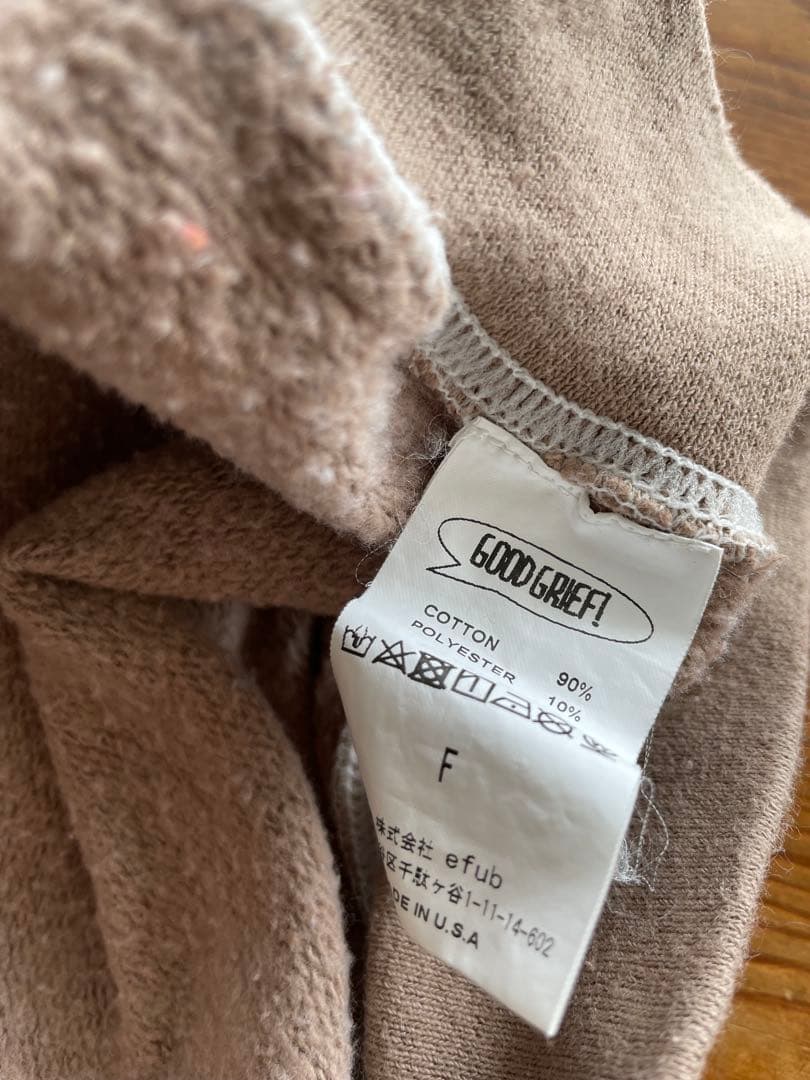 GOOD GRIEF!
COTTON 90%
POLYESTER 10%
F
株式会社 efub
区千駄ヶ谷1-11-14-602
DE IN U.S.A